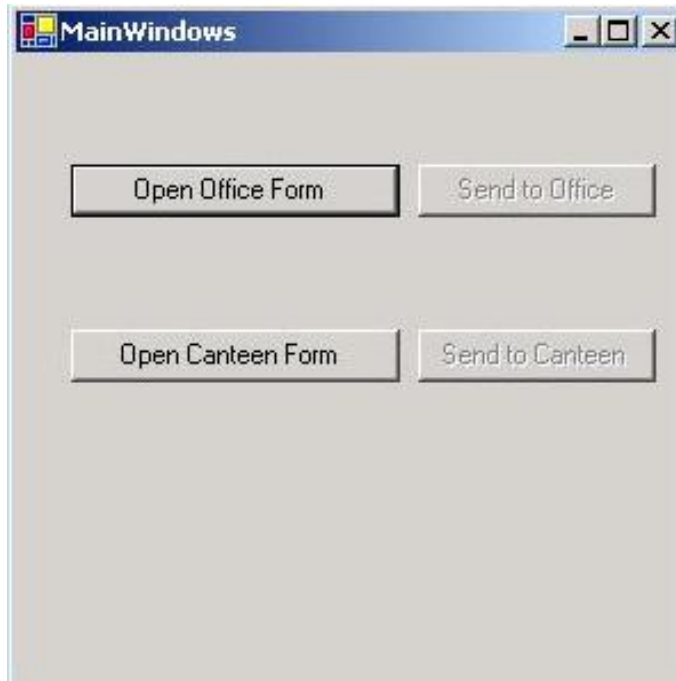 MainWindows
Open Office Form
Send to Office
Open Canteen Form
Send to Canteen